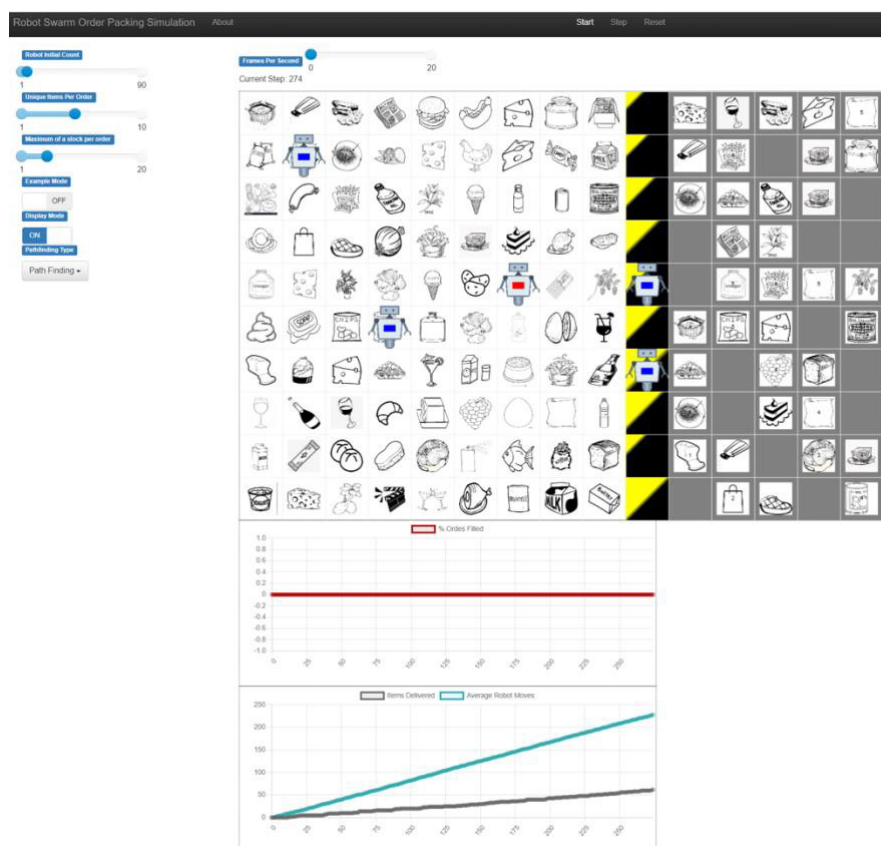 Robot Swarm Order Packing Simulation About Start Step Reset
Robot Initial Count
1 90
Unique Items Per Order
1 10
Maximum of a stock per order
1 20
Example Mode
OFF
Display Mode
ON
Pathfinding Type
Path Finding
Frames Per Second
0 20
Current Step: 274
SOAP
CHIPS
MILK
2
% Ordes Filled
1.0
0.8
0.6
0.4
0.2
0
-0.2
-0.4
-0.6
-0.8
-1.0
0 25 50 75 100 125 150 175 200 225 250
Items Delivered Average Robot Moves
250
200
150
100
50
0
0 25 50 75 100 125 150 175 200 225 250